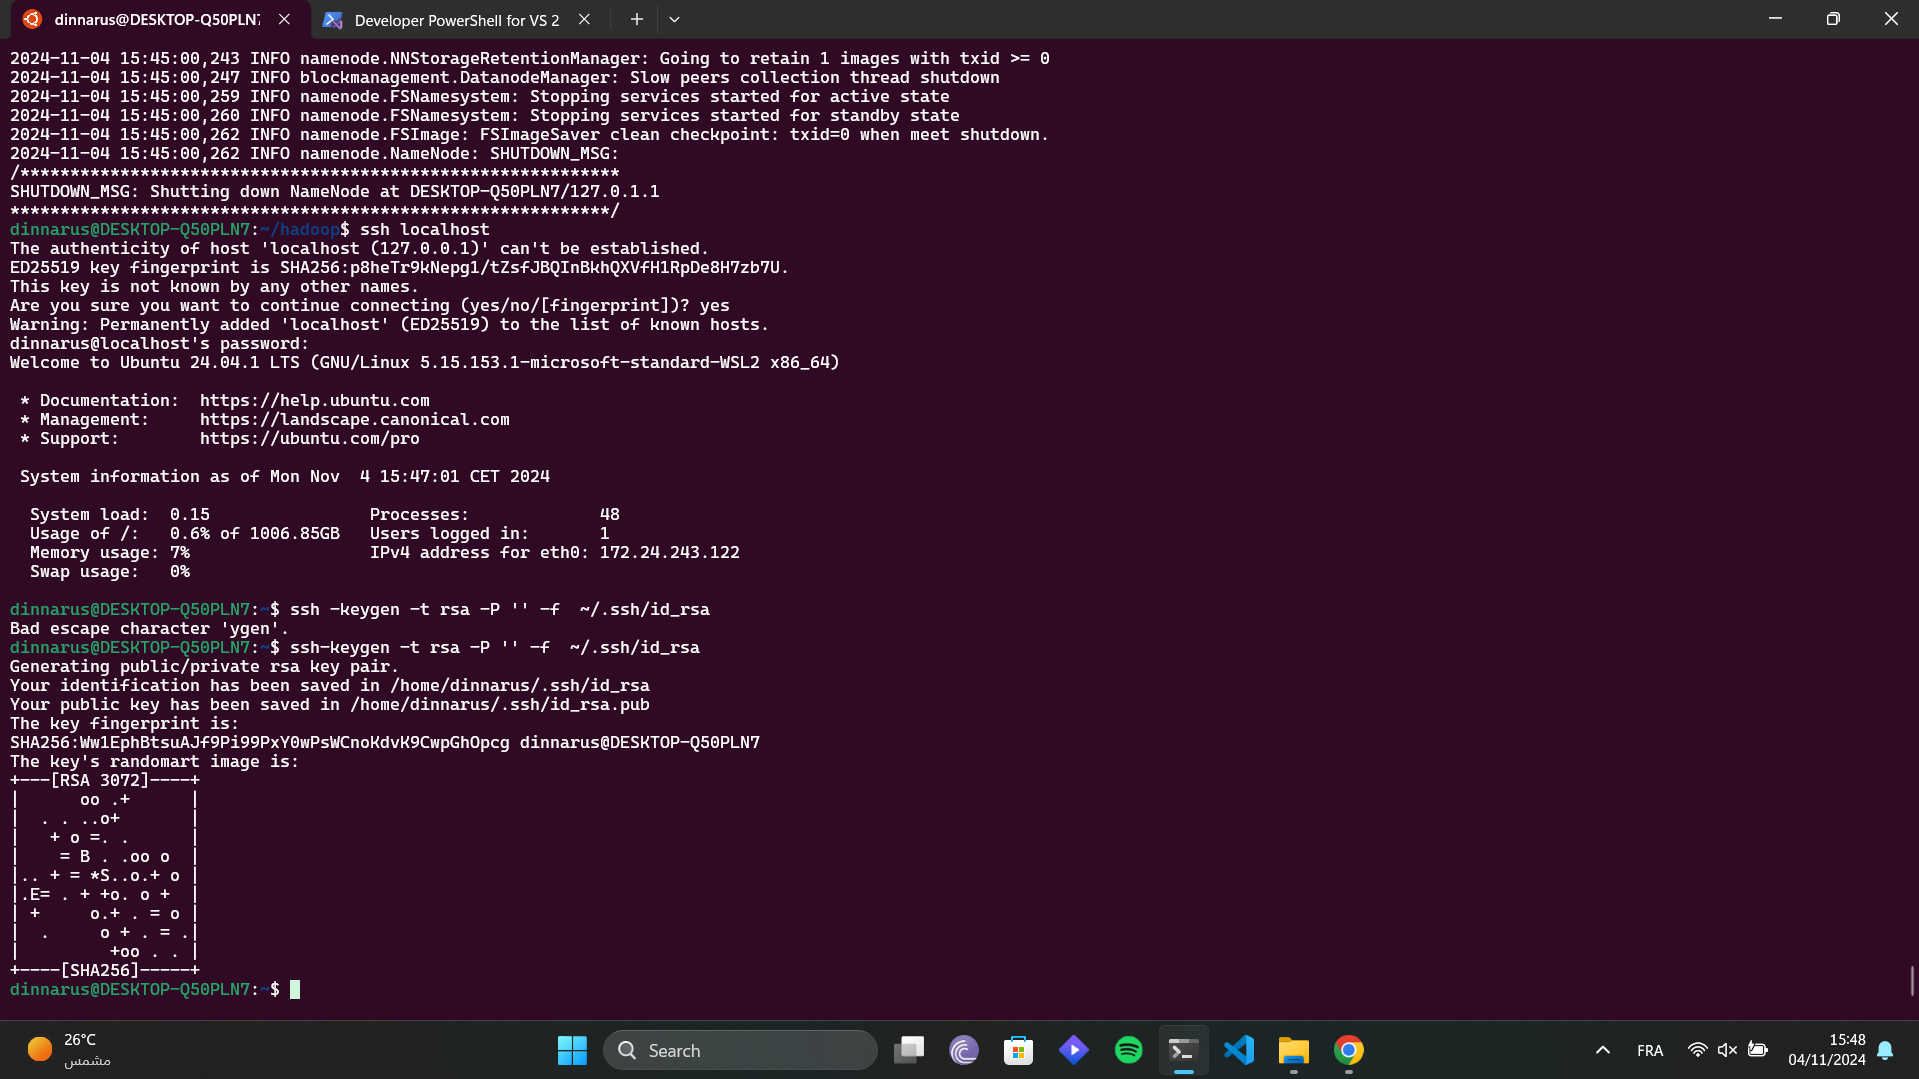 dinnarus@DESKTOP-Q50PLN7:
Developer PowerShell for VS 2
2024-11-04 15:45:00,243 INFO namenode.NNStorageRetentionManager: Going to retain 1 images with txid >= 0
2024-11-04 15:45:00,247 INFO blockmanagement.DatanodeManager: Slow peers collection thread shutdown
2024-11-04 15:45:00,259 INFO namenode.FSNamesystem: Stopping services started for active state
2024-11-04 15:45:00,260 INFO namenode.FSNamesystem: Stopping services started for standby state
2024-11-04 15:45:00,262 INFO namenode.FSImage: FSImageSaver clean checkpoint: txid=0 when meet shutdown.
2024-11-04 15:45:00,262 INFO namenode.NameNode: SHUTDOWN_MSG:
/************************************************************
SHUTDOWN_MSG: Shutting down NameNode at DESKTOP-Q50PLN7/127.0.1.1
************************************************************/
dinnarus@DESKTOP-Q50PLN7:~/hadoop$ ssh localhost
The authenticity of host 'localhost (127.0.0.1)' can't be established.
ED25519 key fingerprint is SHA256:p8heTr9kNepg1/tZsfJBQInBkhQXVfH1RpDe8H7zb7U.
This key is not known by any other names.
Are you sure you want to continue connecting (yes/no/[fingerprint])? yes
Warning: Permanently added 'localhost' (ED25519) to the list of known hosts.
dinnarus@localhost's password:
Welcome to Ubuntu 24.04.1 LTS (GNU/Linux 5.15.153.1-microsoft-standard-WSL2 x86_64)
* Documentation:  https://help.ubuntu.com
* Management:     https://landscape.canonical.com
* Support:        https://ubuntu.com/pro
System information as of Mon Nov  4 15:47:01 CET 2024
System load:  0.15                Processes:             48
Usage of /:   0.6% of 1006.85GB   Users logged in:       1
Memory usage: 7%                  IPv4 address for eth0: 172.24.243.122
Swap usage:   0%
dinnarus@DESKTOP-Q50PLN7:~$ ssh -keygen -t rsa -P '' -f  ~/.ssh/id_rsa
Bad escape character 'ygen'.
dinnarus@DESKTOP-Q50PLN7:~$ ssh-keygen -t rsa -P '' -f  ~/.ssh/id_rsa
Generating public/private rsa key pair.
Your identification has been saved in /home/dinnarus/.ssh/id_rsa
Your public key has been saved in /home/dinnarus/.ssh/id_rsa.pub
The key fingerprint is:
SHA256:Ww1EphBtsuAJf9Pi99PxY0wPsWCnoKdvK9CwpGhOpcg dinnarus@DESKTOP-Q50PLN7
The key's randomart image is:
+---[RSA 3072]----+
|      oo .+      |
|  . . ..o+       |
|   + o =. .      |
|    = B . .oo o  |
|.. + = *S..o.+ o |
|.E= . + +o. o +  |
| +     o.+ . = o |
|  .     o + . = .|
|         +oo . . |
+----[SHA256]-----+
dinnarus@DESKTOP-Q50PLN7:~$
26°C
مشمس
Search
FRA
15:48
04/11/2024